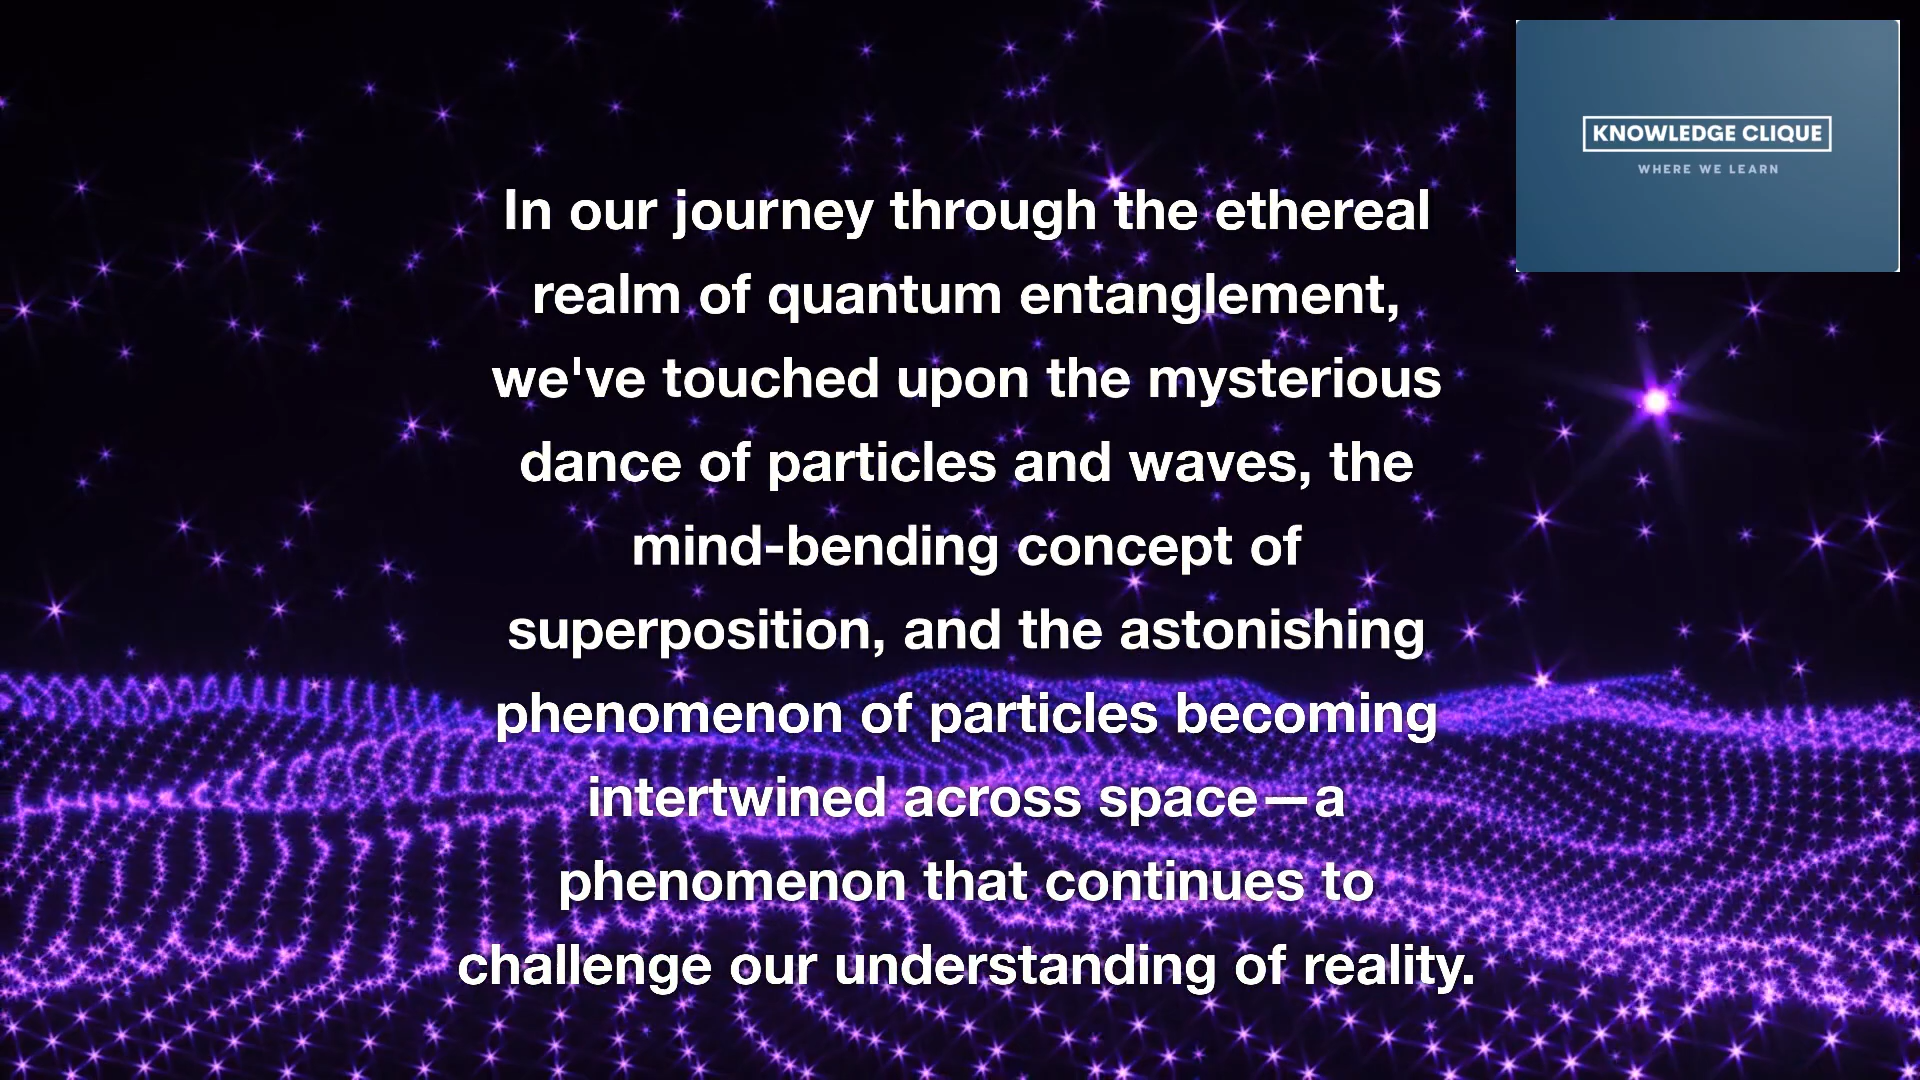 In our journey through the ethereal
realm of quantum entanglement,
we've touched upon the mysterious
dance of particles and waves, the
mind-bending concept of
superposition, and the astonishing
phenomenon of particles becoming
intertwined across space—a
phenomenon that continues to
challenge our understanding of reality.
KNOWLEDGE CLIQUE
WHERE WE LEARN